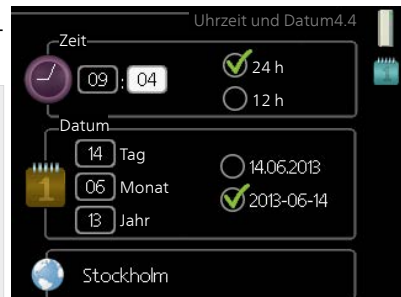 Uhrzeit und Datum4.4
Zeit
09 : 04
24 h
12 h
Datum
14 Tag
06 Monat
13 Jahr
14.06.2013
2013-06-14
1
Stockholm